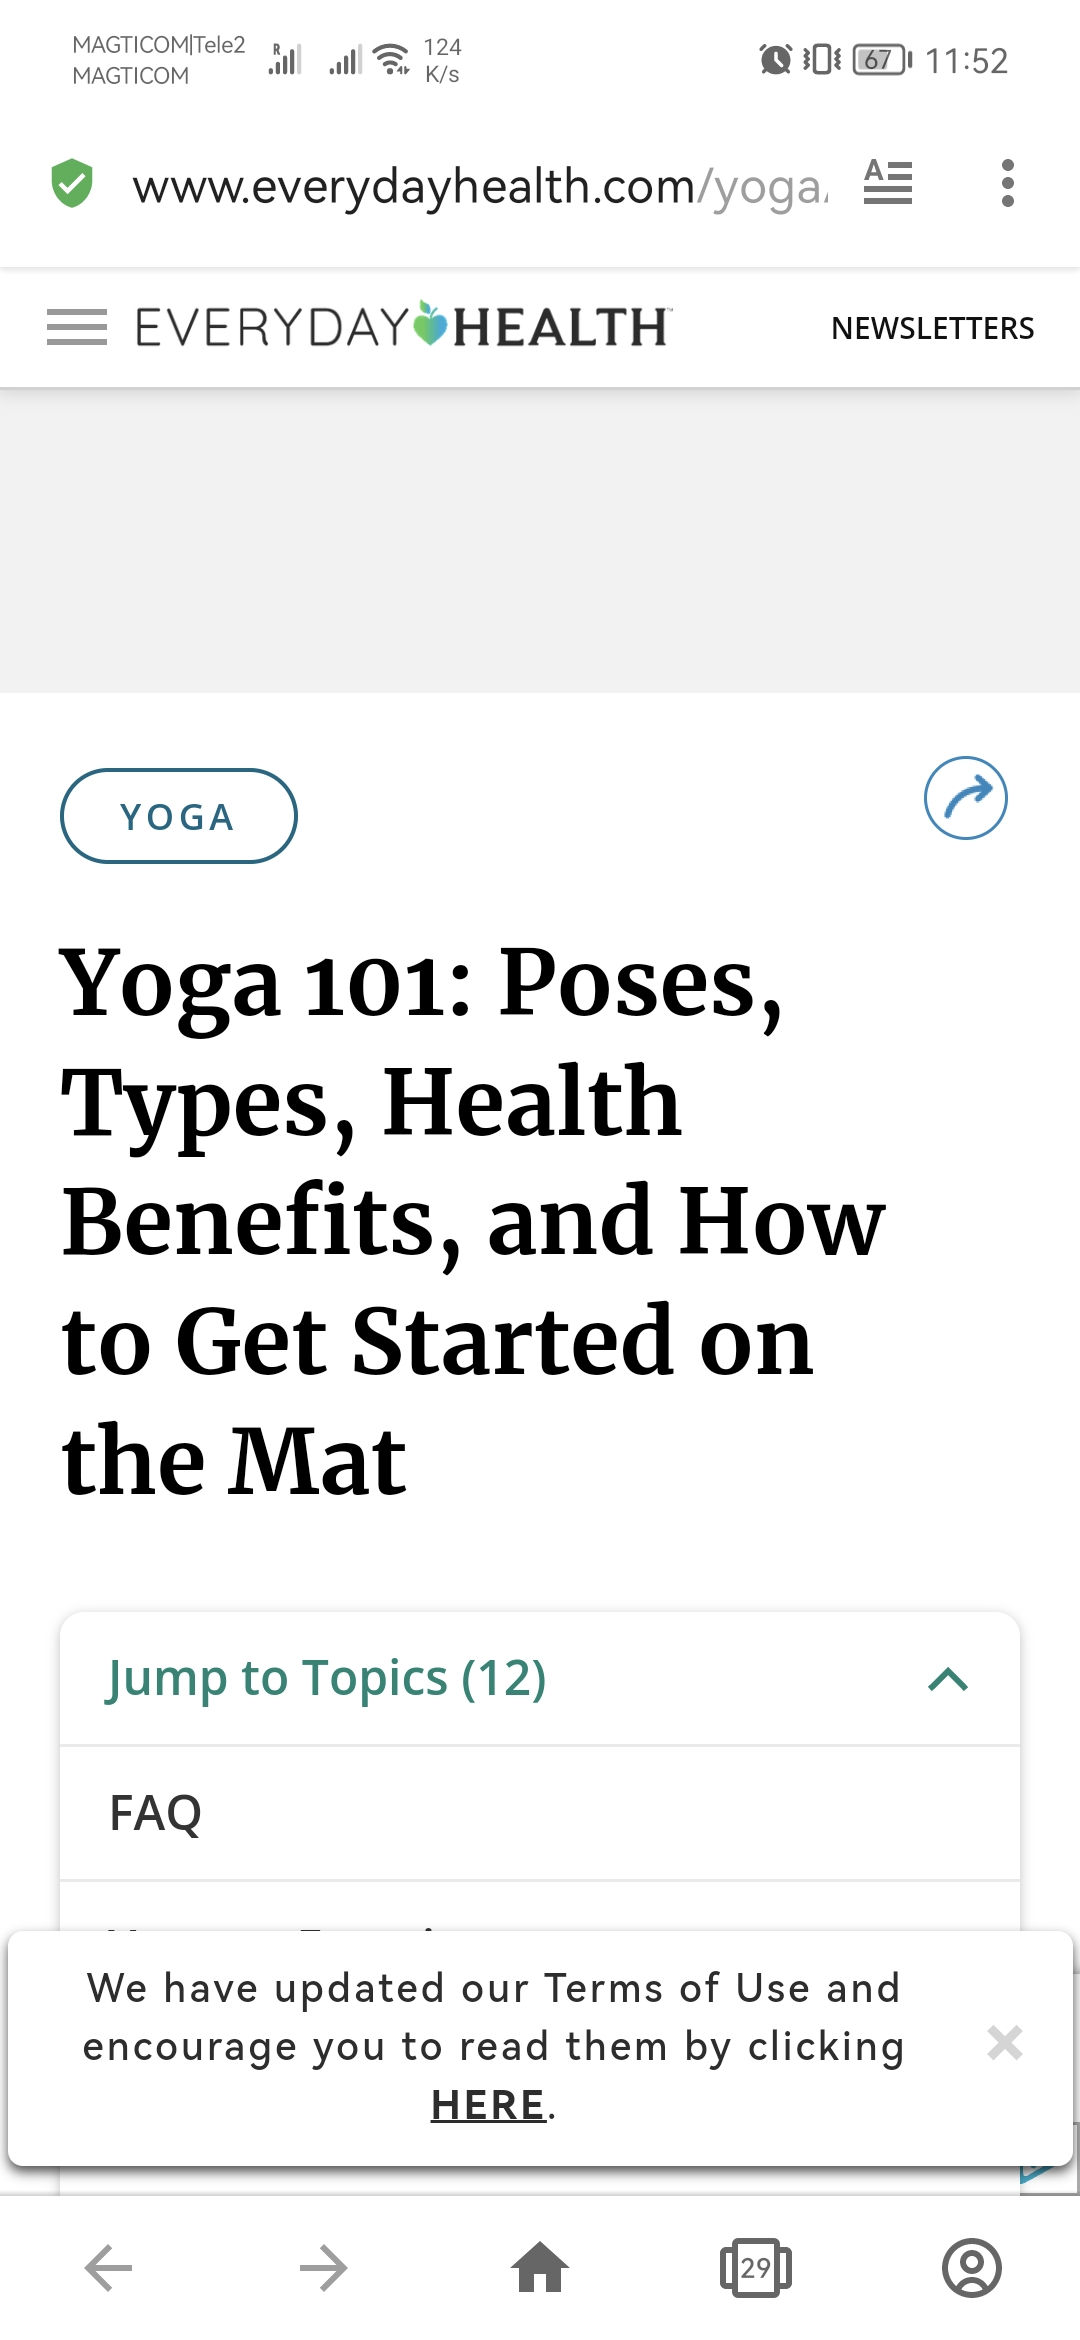 MAGTICOM|Tele2
MAGTICOM
R
124
K/s
67
11:52
www.everydayhealth.com/yoga
EVERYDAY HEALTH
NEWSLETTERS
YOGA
Yoga 101: Poses,
Types, Health
Benefits, and How
to Get Started on
the Mat
Jump to Topics (12)
FAQ
We have updated our Terms of Use and
encourage you to read them by clicking
HERE.
29